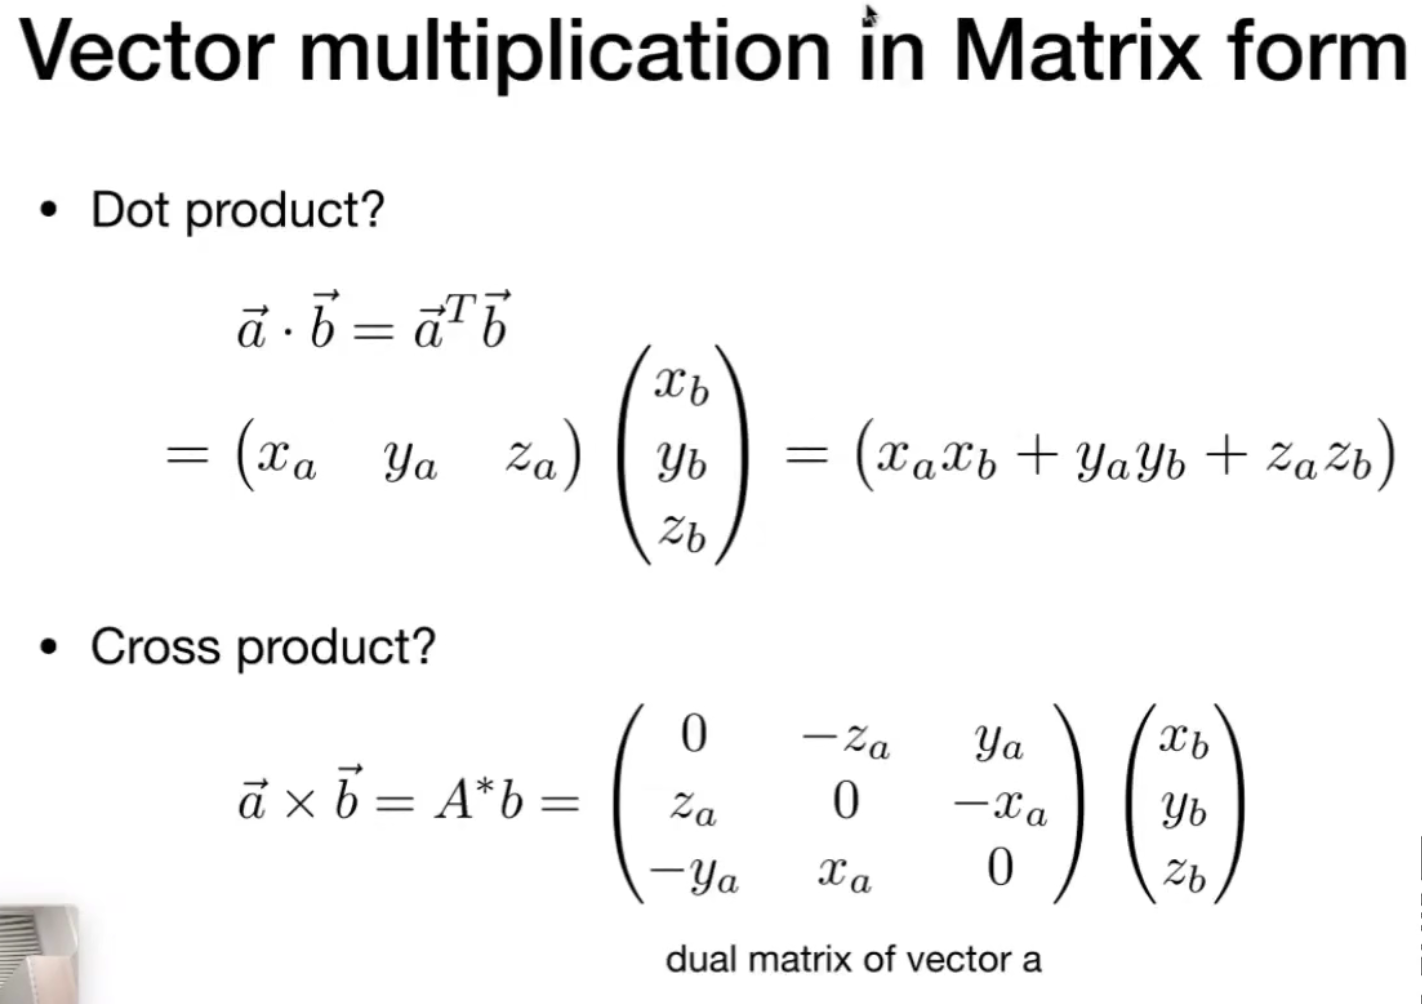 Vector multiplication in Matrix form
• Dot product?
$\vec{a} \cdot \vec{b} = \vec{a}^T \vec{b}$
$= \begin{pmatrix} x_a & y_a & z_a \end{pmatrix} \begin{pmatrix} x_b \\ y_b \\ z_b \end{pmatrix} = \begin{pmatrix} x_a x_b + y_a y_b + z_a z_b \end{pmatrix}$
• Cross product?
$\vec{a} \times \vec{b} = A^* b = \begin{pmatrix} 0 & -z_a & y_a \\ z_a & 0 & -x_a \\ -y_a & x_a & 0 \end{pmatrix} \begin{pmatrix} x_b \\ y_b \\ z_b \end{pmatrix}$
dual matrix of vector a